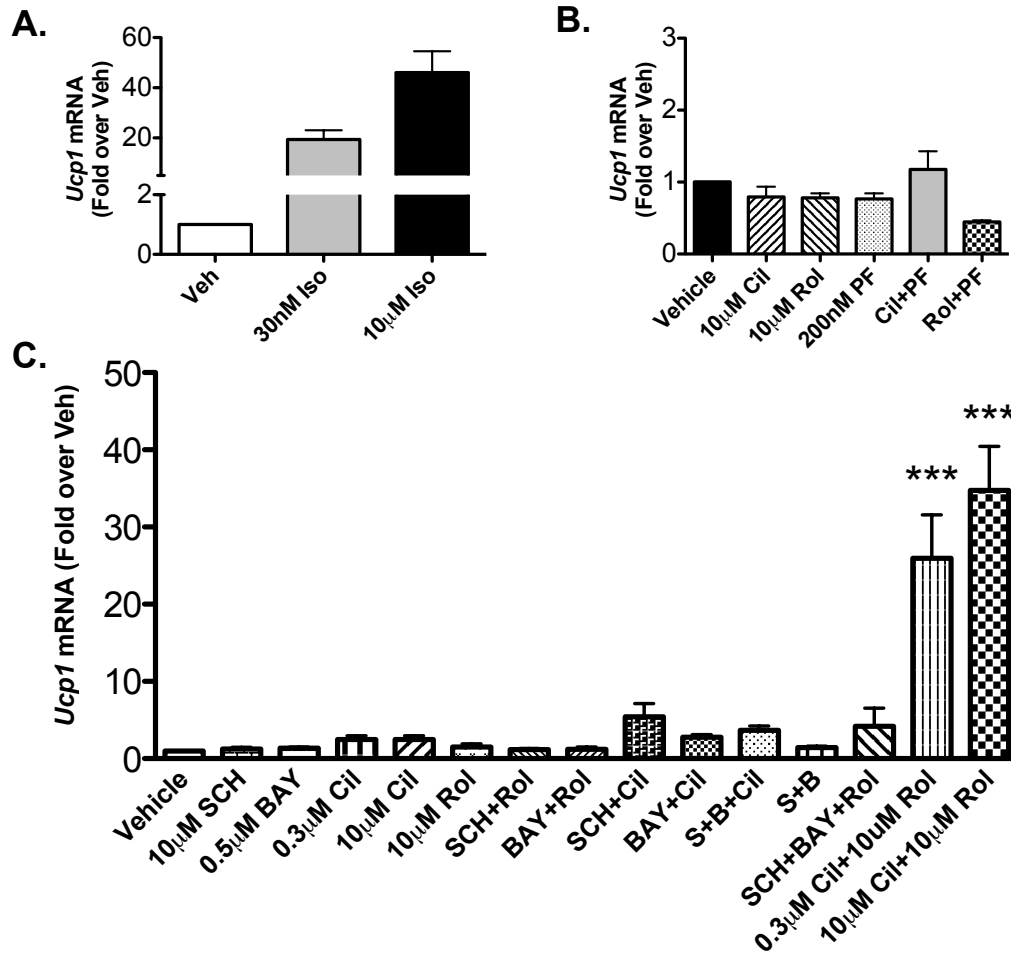 A.
Ucp1 mRNA
(Fold over Veh)
60
40
20
2
0
Veh
30nM Iso
10μM Iso
B.
Ucp1 mRNA
(Fold over Veh)
3
2
1
0
Vehicle
10μM Cil
10μM Rol
200nM PF
Cil+PF
Rol+PF
C.
Ucp1 mRNA (Fold over Veh)
50
40
30
20
10
0
***
***
Vehicle
10μM SCH
0.5μM BAY
0.3μM Cil
10μM Cil
10μM Rol
SCH+Rol
BAY+Rol
SCH+Cil
BAY+Cil
S+B+Cil
S+B
SCH+BAY+Rol
0.3μM Cil+10uM Rol
10μM Cil+10μM Rol